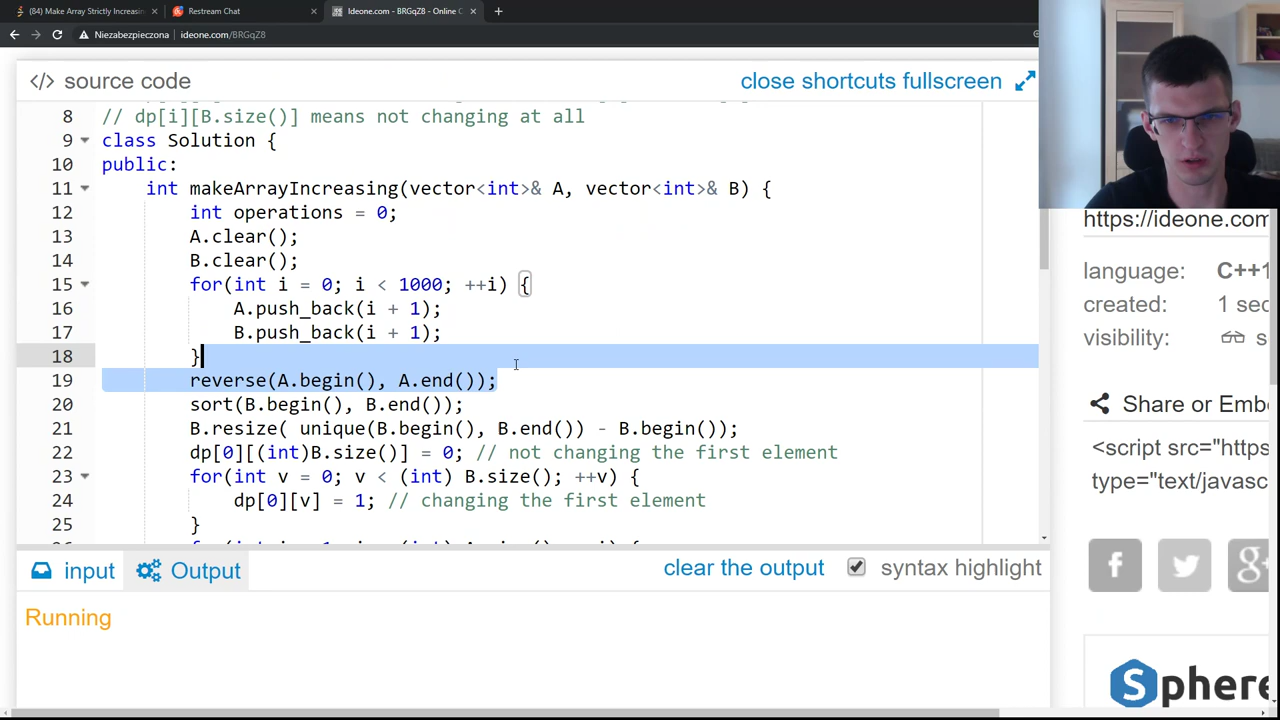 (84) Make Array Strictly Increasin
Restream Chat
Ideone.com - BRGqZ8 - Online C
Niezabezpieczona
ideone.com/BRGqZ8
</> source code
close shortcuts fullscreen
8 // dp[i][B.size()] means not changing at all
9 class Solution {
10 public:
11 int makeArrayIncreasing(vector<int>& A, vector<int>& B) {
12 int operations = 0;
13 A.clear();
14 B.clear();
15 for(int i = 0; i < 1000; ++i) {
16 A.push_back(i + 1);
17 B.push_back(i + 1);
18 }
19 reverse(A.begin(), A.end());
20 sort(B.begin(), B.end());
21 B.resize( unique(B.begin(), B.end()) - B.begin());
22 dp[0][(int)B.size()] = 0; // not changing the first element
23 for(int v = 0; v < (int) B.size(); ++v) {
24 dp[0][v] = 1; // changing the first element
25 }
input
Output
clear the output
syntax highlight
Running
https://ideone.com
language: C++1
created: 1 sec
visibility: s
Share or Embe
<script src="https
type="text/javasc
f
g+
S Sphere